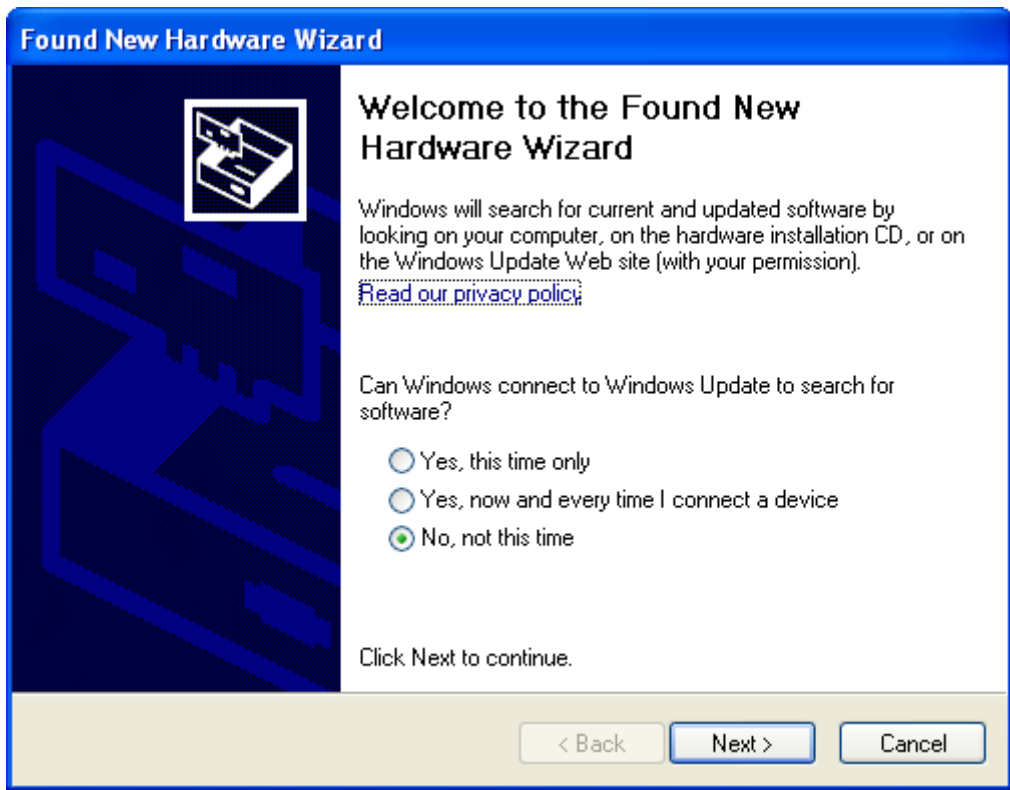 Found New Hardware Wizard
Welcome to the Found New
Hardware Wizard
Windows will search for current and updated software by
looking on your computer, on the hardware installation CD, or on
the Windows Update Web site (with your permission).
Read our privacy policy
Can Windows connect to Windows Update to search for
software?
Yes, this time only
Yes, now and every time I connect a device
No, not this time
Click Next to continue.
< Back
Next >
Cancel